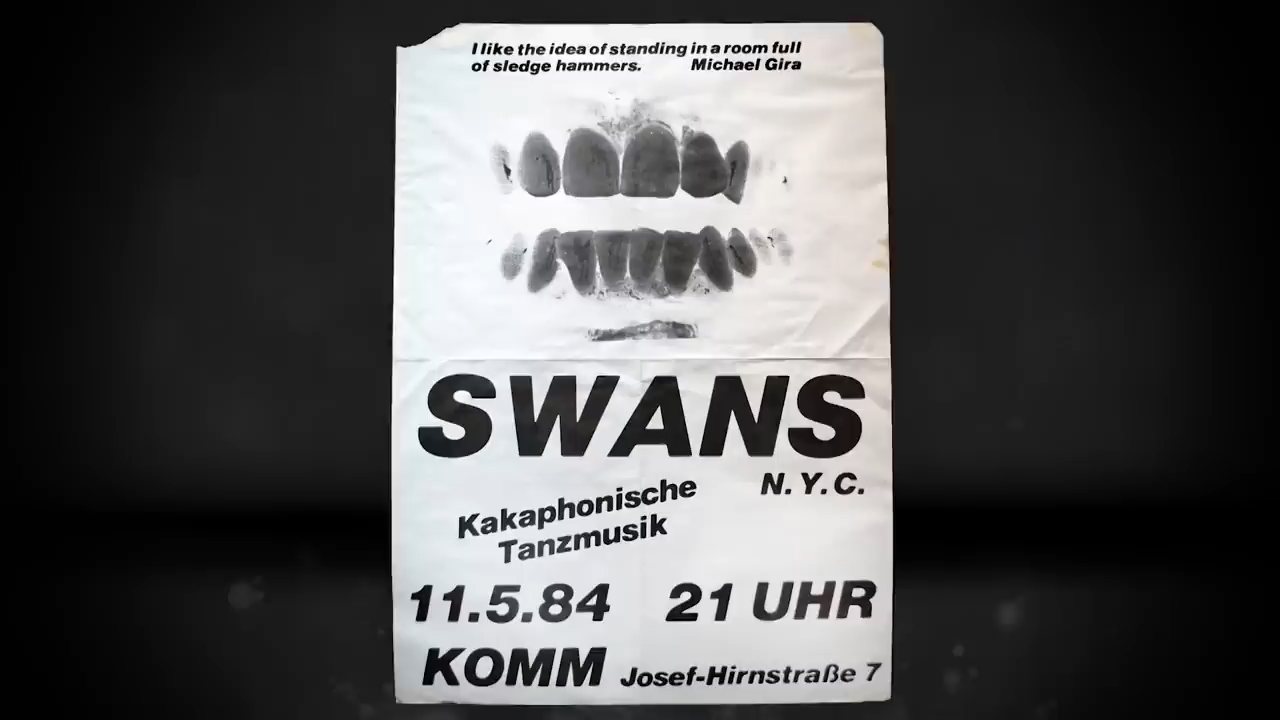 I like the idea of standing in a room full
of sledge hammers. Michael Gira
SWANS
N.Y.C.
Kakaphonische
Tanzmusik
11.5.84 21 UHR
KOMM Josef-Hirnstraße 7